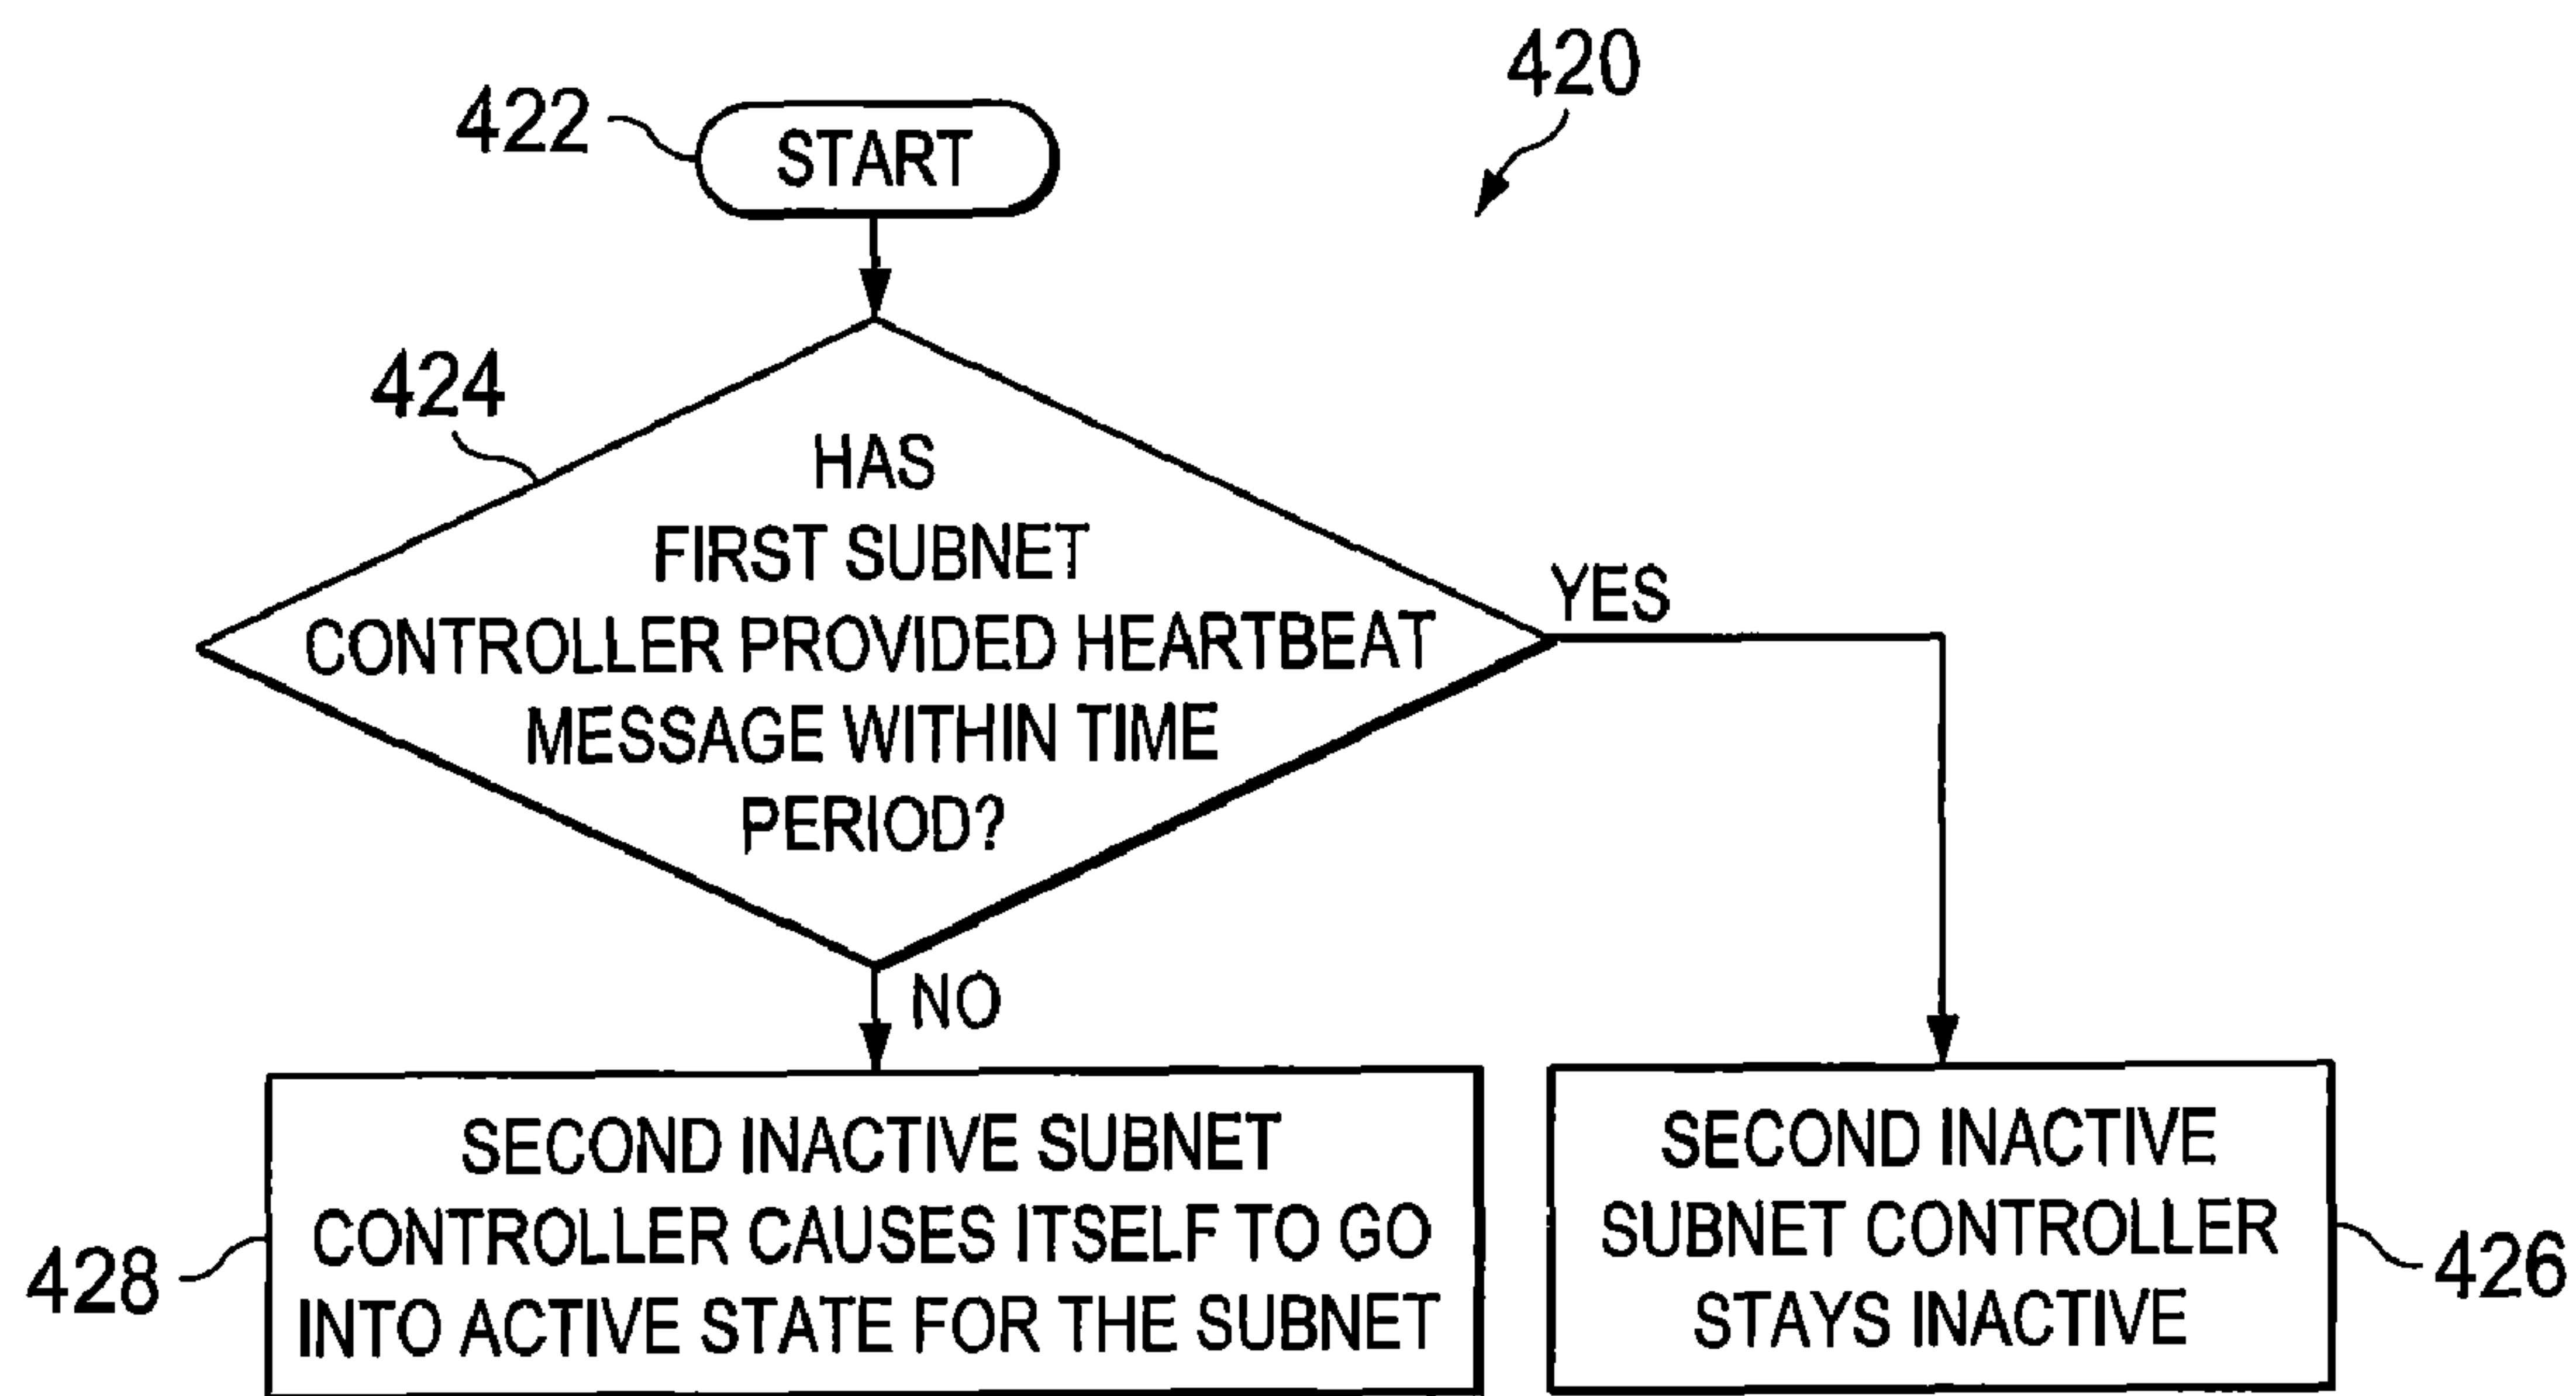 420
422
START
424
HAS
FIRST SUBNET
CONTROLLER PROVIDED HEARTBEAT
MESSAGE WITHIN TIME
PERIOD?
YES
NO
SECOND INACTIVE SUBNET
CONTROLLER CAUSES ITSELF TO GO
INTO ACTIVE STATE FOR THE SUBNET
428
SECOND INACTIVE
SUBNET CONTROLLER
STAYS INACTIVE
426